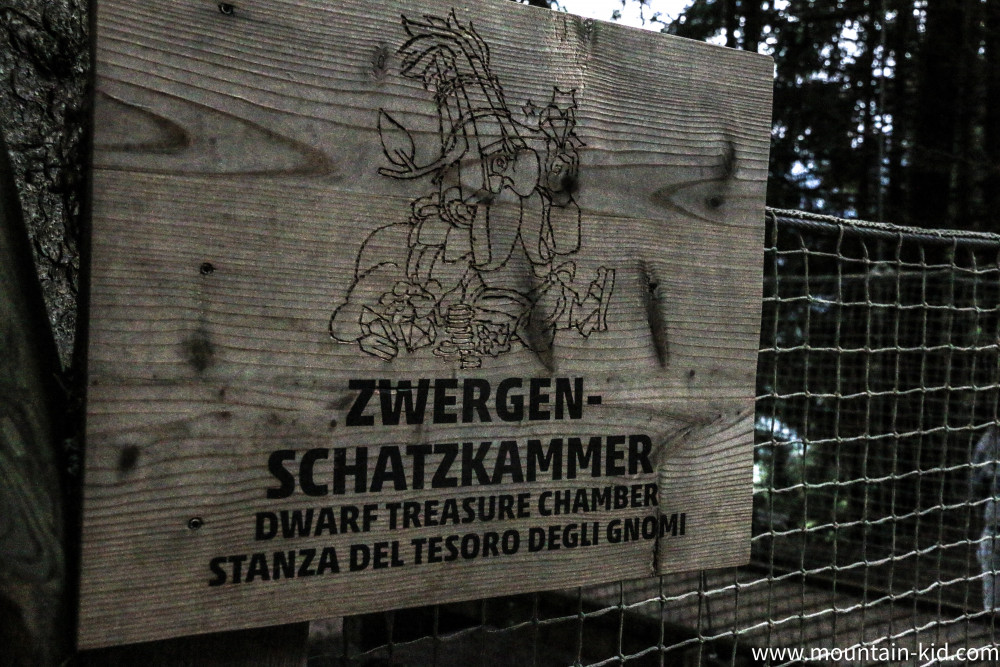 ZWERGEN-
SCHATZKAMMER
DWARF TREASURE CHAMBER
STANZA DEL TESORO DEGLI GNOMI
www.mountain-kid.com